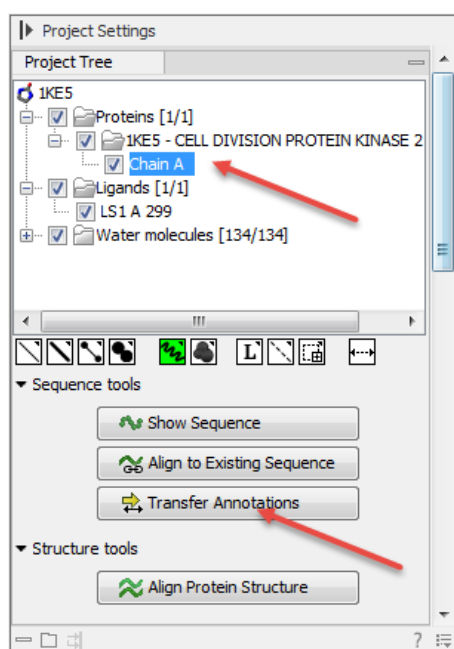 Project Settings
Project Tree
1KE5
Proteins [1/1]
1KE5 - CELL DIVISION PROTEIN KINASE 2
Chain A
Ligands [1/1]
LS1 A 299
Water molecules [134/134]
L
Sequence tools
Show Sequence
Align to Existing Sequence
Transfer Annotations
Structure tools
Align Protein Structure
?